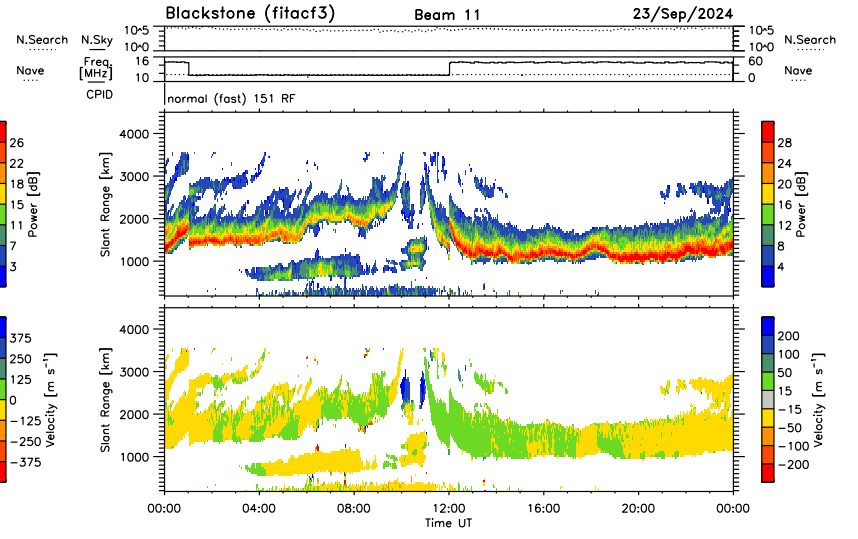 Blackstone (fitacf3) Beam 11 23/Sep/2024
N.Search N.Sky 10^5 10^0 10^5 10^0 N.Search
Nave Freq. [MHz] 16 10 60 0 Nave
CPID normal (fast) 151 RF
Slant Range [km] 4000 3000 2000 1000
Power [dB] 26 22 18 15 11 7 3
Power [dB] 28 24 20 16 12 8 4
Slant Range [km] 4000 3000 2000 1000
Velocity [m s⁻¹] 375 250 125 0 −125 −250 −375
Velocity [m s⁻¹] 200 100 50 15 −15 −50 −100 −200
00:00 04:00 08:00 12:00 16:00 20:00 00:00
Time UT